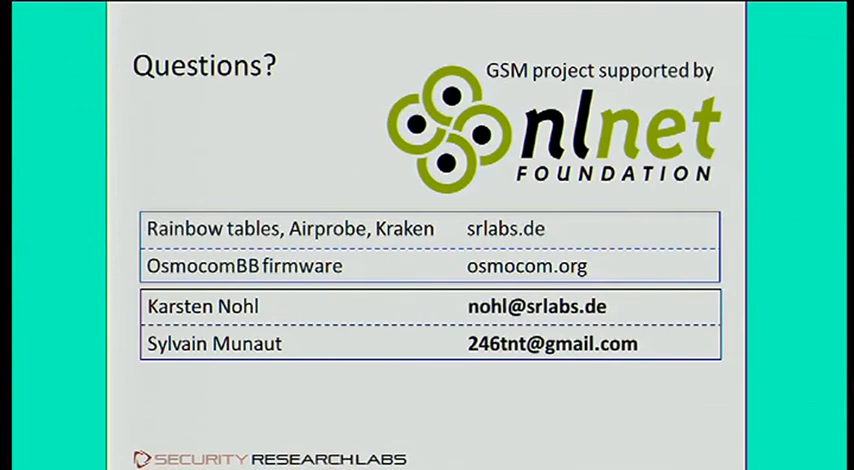 Questions?
GSM project supported by
nlnet
FOUNDATION
Rainbow tables, Airprobe, Kraken srlabs.de
OsmocomBB firmware osmocom.org
Karsten Nohl nohl@srlabs.de
Sylvain Munaut 246tnt@gmail.com
SECURITY RESEARCH LABS